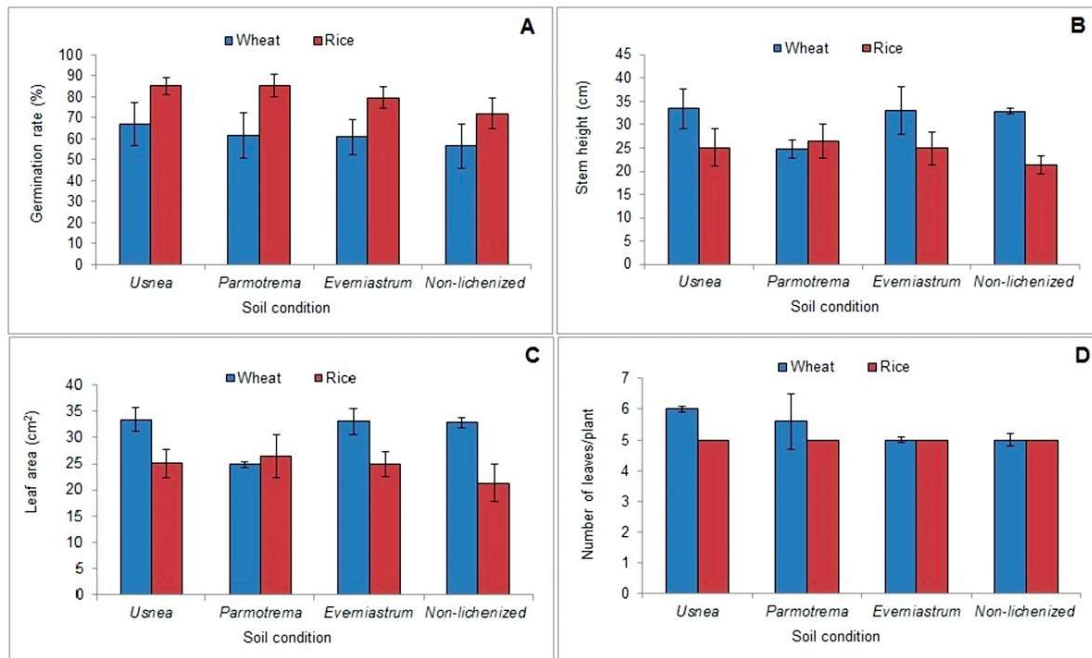 A
Wheat Rice
Germination rate (%)
100
90
80
70
60
50
40
30
20
10
0
Usnea Parmotrema Everniastrum Non-lichenized
Soil condition
B
Wheat Rice
Stem height (cm)
45
40
35
30
25
20
15
10
5
0
Usnea Parmotrema Everniastrum Non-lichenized
Soil condition
C
Wheat Rice
Leaf area (cm²)
40
35
30
25
20
15
10
5
0
Usnea Parmotrema Everniastrum Non-lichenized
Soil condition
D
Wheat Rice
Number of leaves/plant
7
6
5
4
3
2
1
0
Usnea Parmotrema Everniastrum Non-lichenized
Soil condition